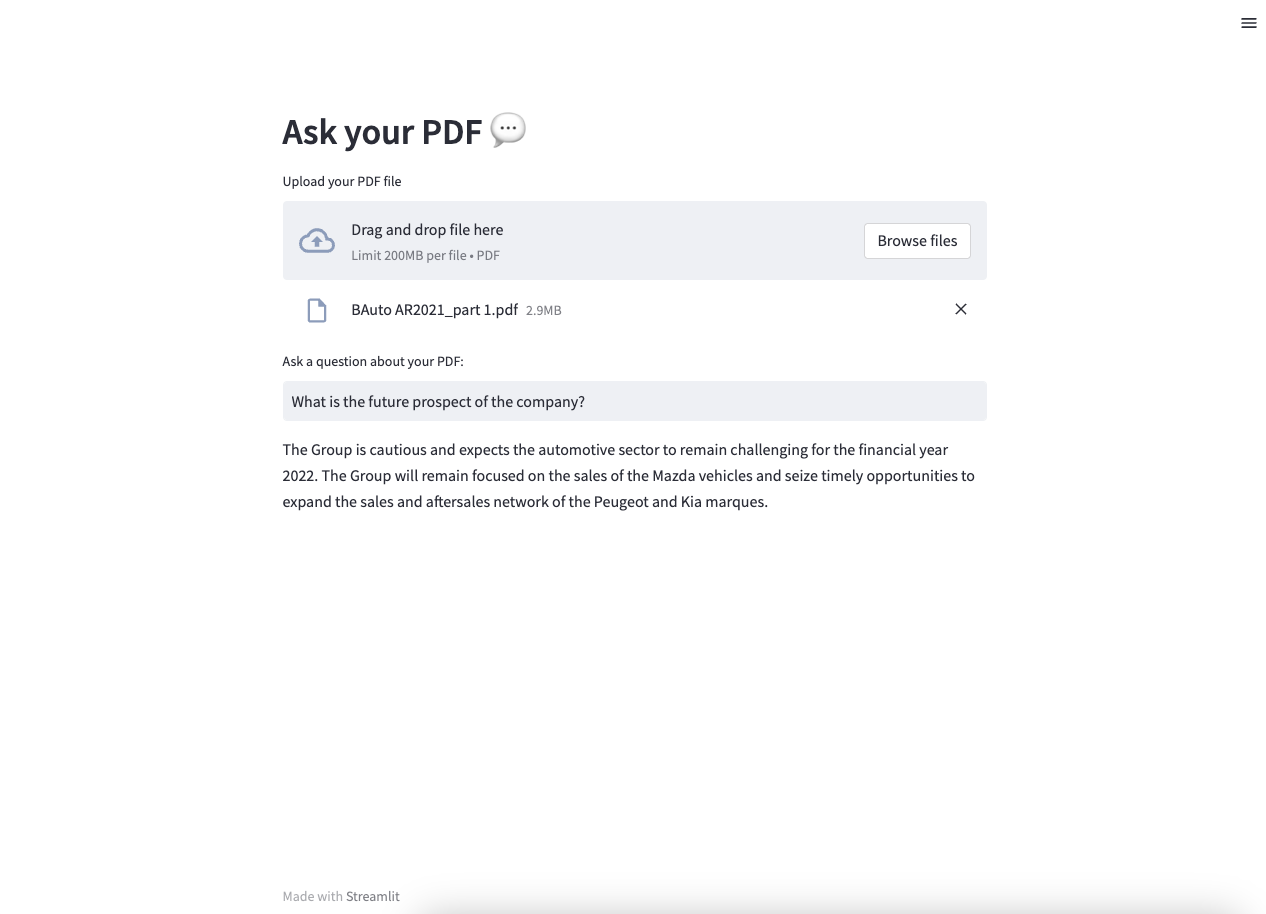 Ask your PDF 💬
Upload your PDF file
Drag and drop file here
Limit 200MB per file • PDF
Browse files
BAuto AR2021_part 1.pdf 2.9MB
Ask a question about your PDF:
What is the future prospect of the company?
The Group is cautious and expects the automotive sector to remain challenging for the financial year
2022. The Group will remain focused on the sales of the Mazda vehicles and seize timely opportunities to
expand the sales and aftersales network of the Peugeot and Kia marques.
Made with Streamlit